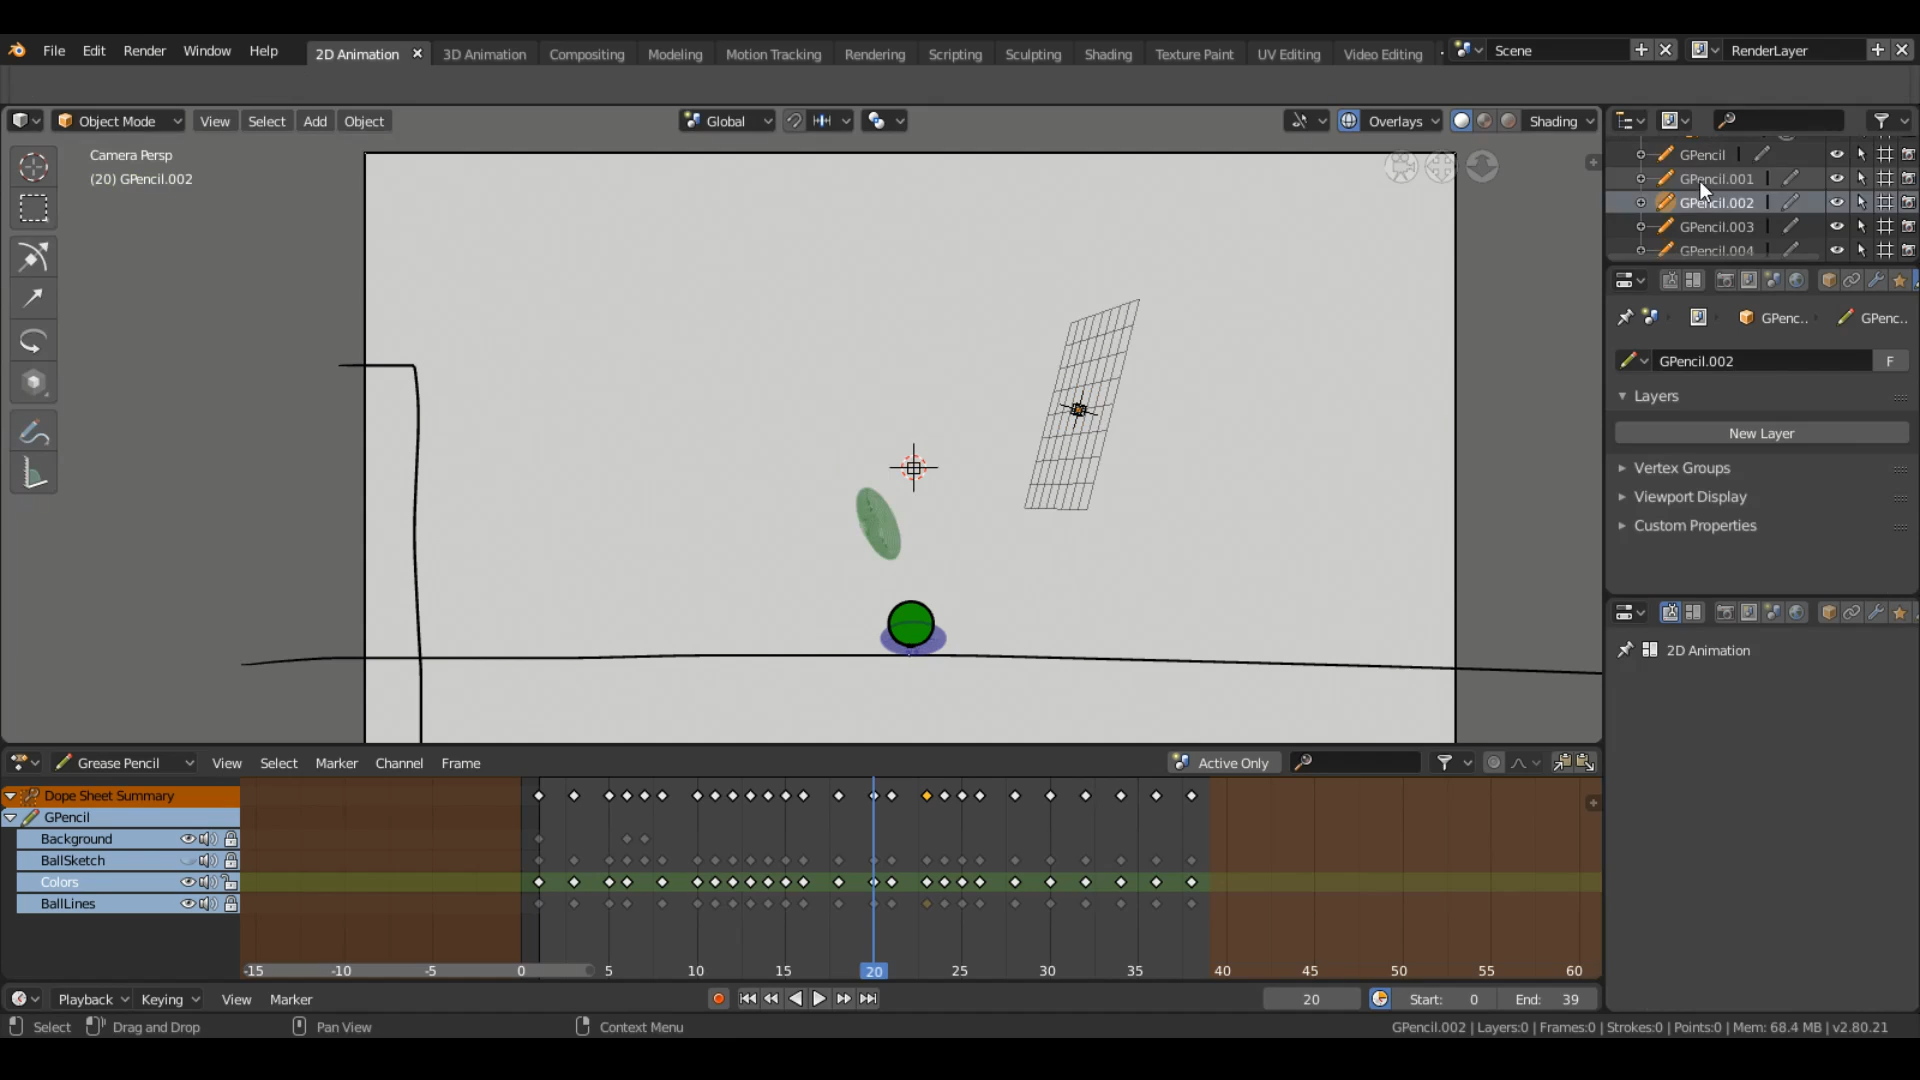 File Edit Render Window Help 2D Animation 3D Animation Compositing Modeling Motion Tracking Rendering Scripting Sculpting Shading Texture Paint UV Editing Video Editing Scene RenderLayer
Object Mode View Select Add Object Global Overlays Shading
Camera Persp
(20) GPencil.002
GPencil
GPencil.001
GPencil.002
GPencil.003
GPencil.004
GPenc.. GPenc..
GPencil.002 F
Layers
New Layer
Vertex Groups
Viewport Display
Custom Properties
2D Animation
Grease Pencil View Select Marker Channel Frame Active Only
Dope Sheet Summary
GPencil
Background
BallSketch
Colors
BallLines
-15 -10 -5 0 5 10 15 20 25 30 35 40 45 50 55 60
Playback Keying View Marker 20 Start: 0 End: 39
Select Drag and Drop Pan View Context Menu GPencil.002 | Layers:0 | Frames:0 | Strokes:0 | Points:0 | Mem: 68.4 MB | v2.80.21